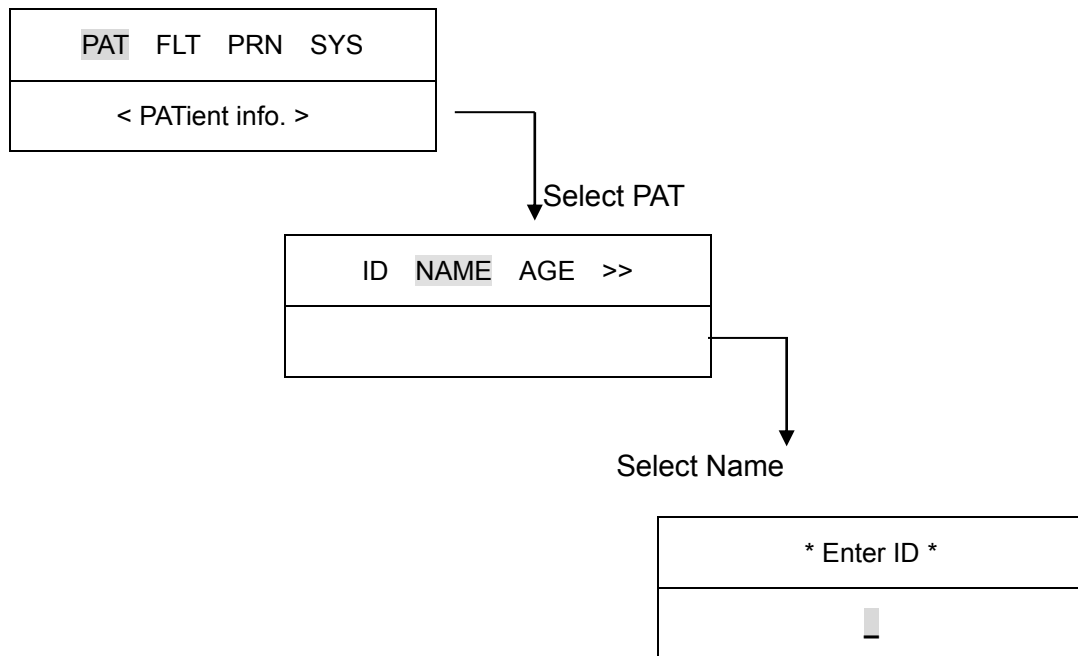 PAT FLT PRN SYS
< PATient info. >
Select PAT
ID NAME AGE >>
Select Name
* Enter ID *
_